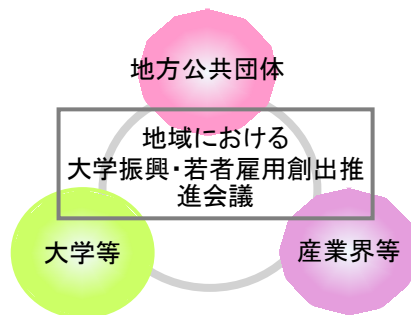 地方公共団体
地域における
大学振興・若者雇用創出推
進会議
大学等
産業界等